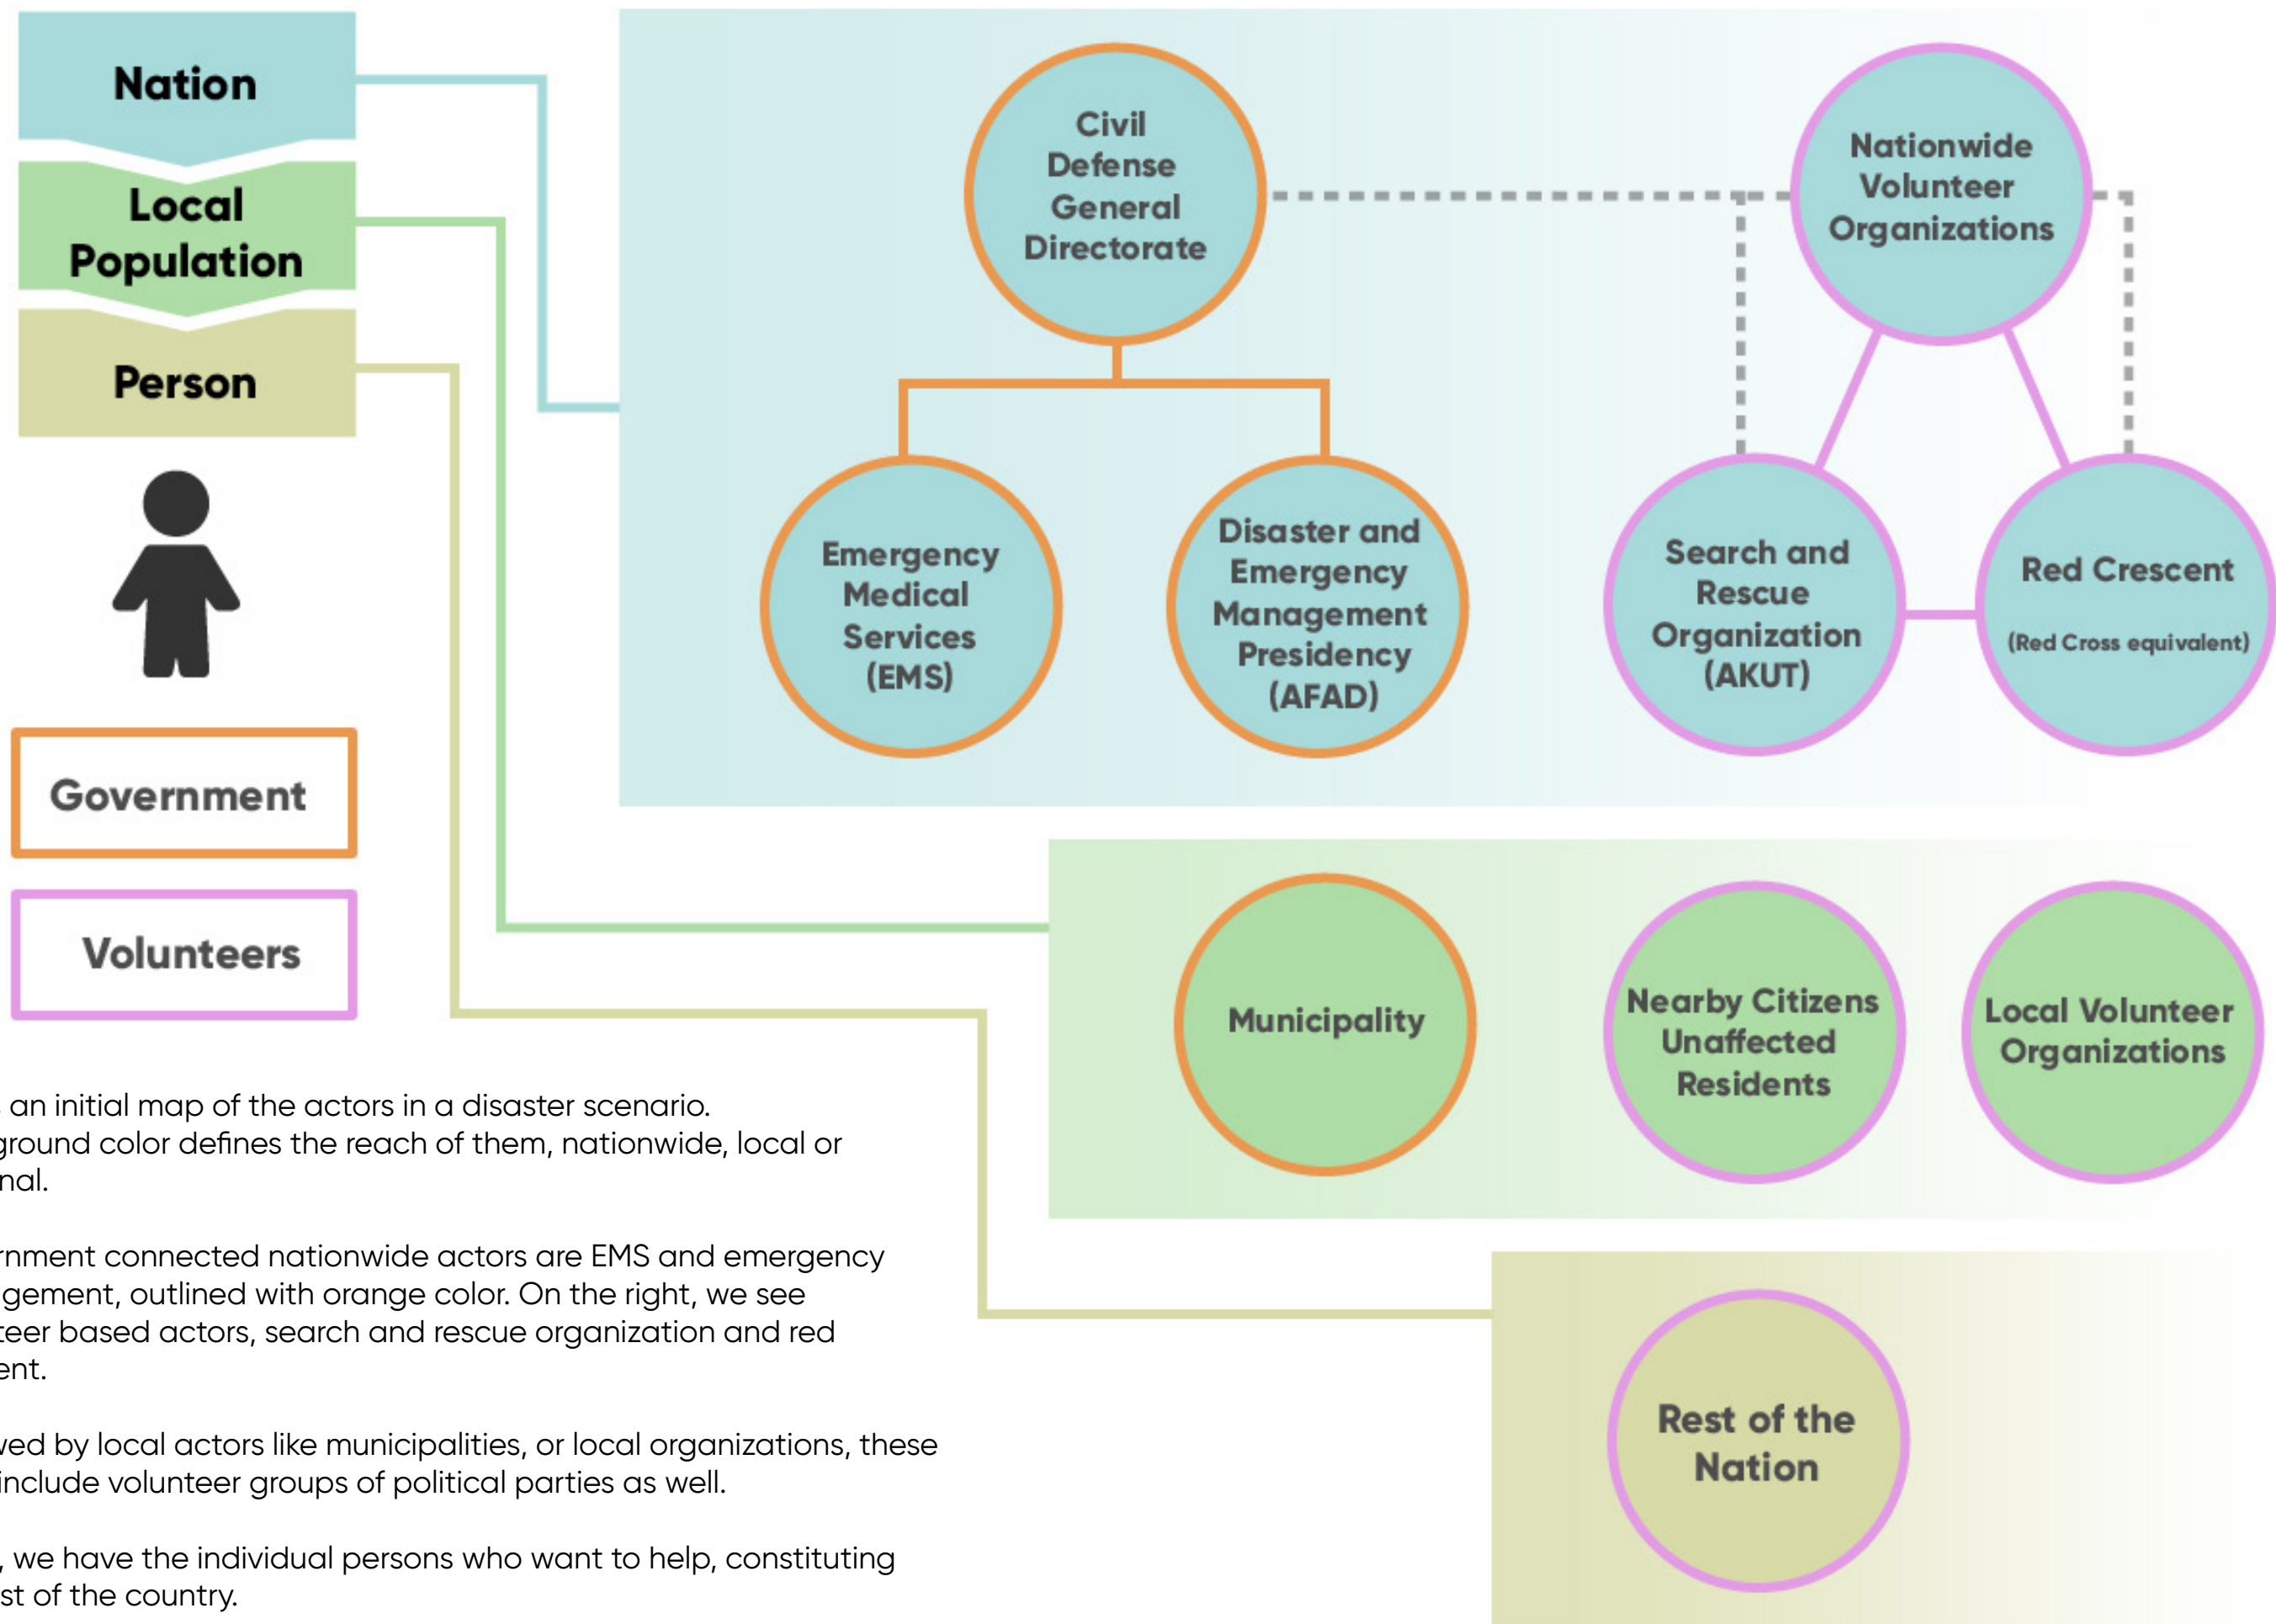 Nation
Local
Population
Person
Government
Volunteers
Civil
Defense
General
Directorate
Nationwide
Volunteer
Organizations
Emergency
Medical
Services
(EMS)
Disaster and
Emergency
Management
Presidency
(AFAD)
Search and
Rescue
Organization
(AKUT)
Red Crescent
(Red Cross equivalent)
Municipality
Nearby Citizens
Unaffected
Residents
Local Volunteer
Organizations
Rest of the
Nation
an initial map of the actors in a disaster scenario.
ground color defines the reach of them, nationwide, local or
nal.
rnment connected nationwide actors are EMS and emergency
gement, outlined with orange color. On the right, we see
teer based actors, search and rescue organization and red
ent.
wed by local actors like municipalities, or local organizations, these
include volunteer groups of political parties as well.
, we have the individual persons who want to help, constituting
st of the country.